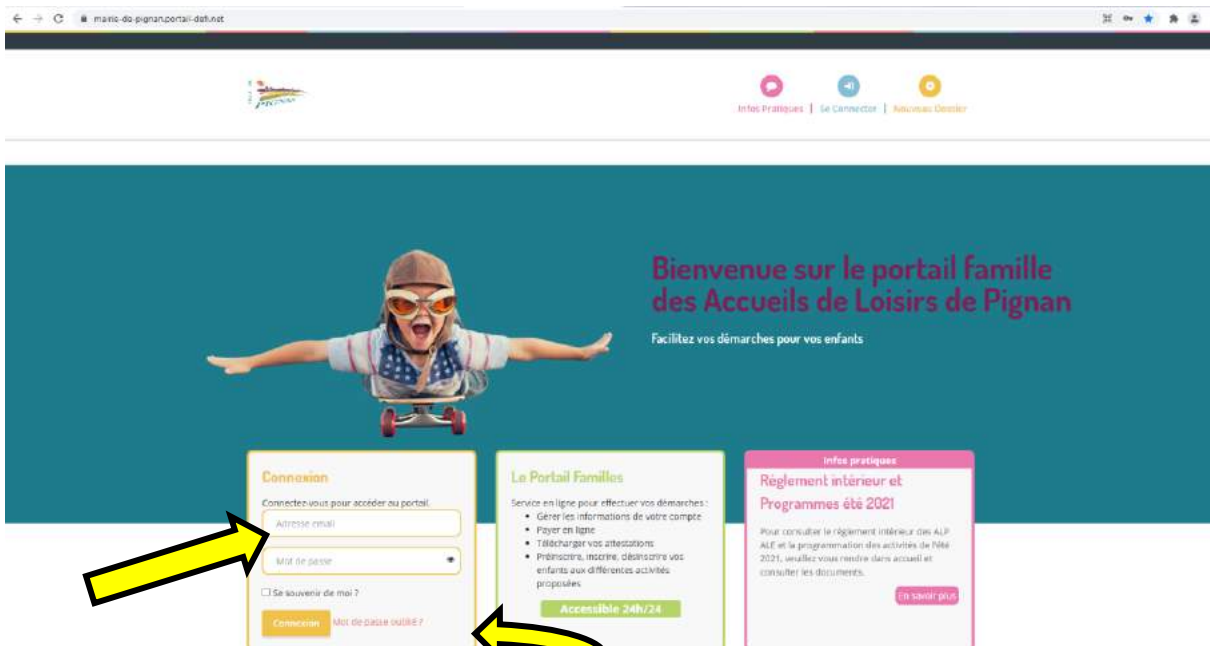 mairie-de-pignan.portail-defi.net
PIGNAN
Infos Pratiques | Se Connecter | Nouveau Dossier
Bienvenue sur le portail famille
des Accueils de Loisirs de Pignan
Facilitez vos démarches pour vos enfants
Connexion
Connectez-vous pour accéder au portail.
Adresse email
Mot de passe
Se souvenir de moi ?
Connexion Mot de passe oublié ?
Le Portail Familles
Service en ligne pour effectuer vos démarches :
Gérer les informations de votre compte
Payer en ligne
Télécharger vos attestations
Préinscrire, inscrire, désinscrire vos
enfants aux différentes activités
proposées
Accessible 24h/24
Infos pratiques
Règlement intérieur et
Programmes été 2021
Pour consulter le règlement intérieur des ALP
ALE et la programmation des activités de l'été
2021, veuillez vous rendre dans accueil et
consulter les documents.
En savoir plus